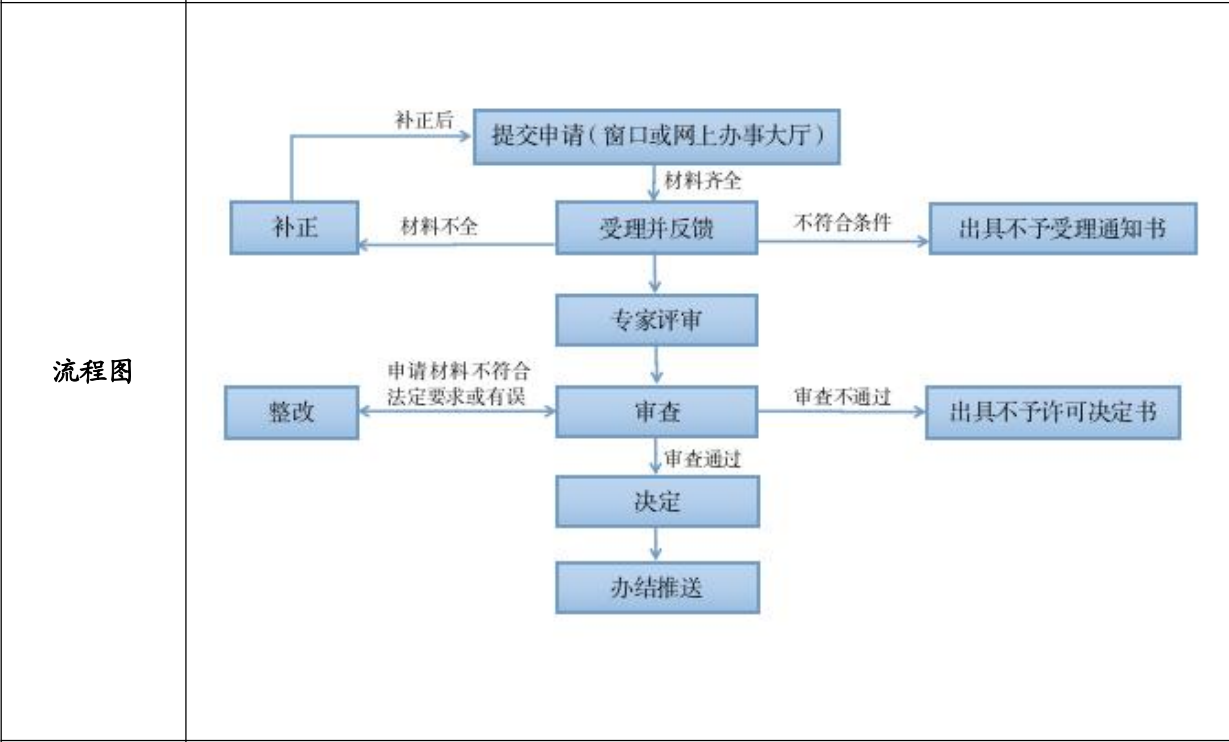 流程图
补正后
提交申请（窗口或网上办事大厅）
材料齐全
补正
材料不全
受理并反馈
不符合条件
出具不予受理通知书
专家评审
申请材料不符合
法定要求或有误
整改
审查
审查不通过
出具不予许可决定书
审查通过
决定
办结推送